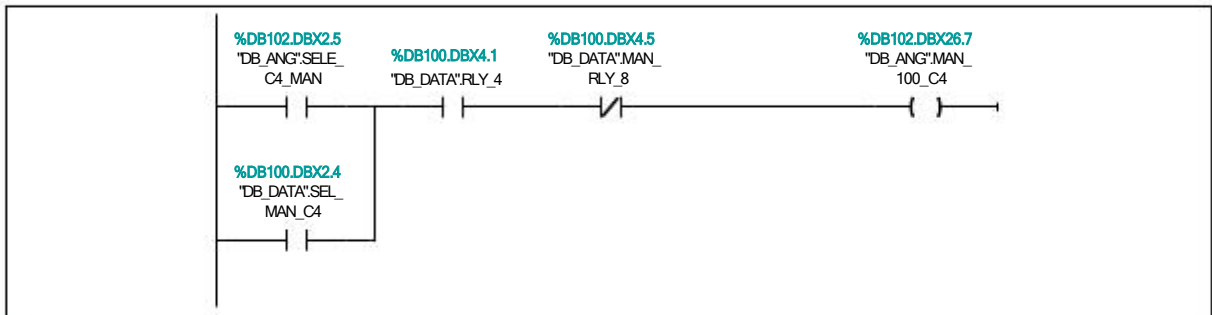 %DB102.DBX2.5
"DB_ANG".SELE_
C4_MAN
%DB100.DBX4.1
"DB_DATA".RLY_4
%DB100.DBX4.5
"DB_DATA".MAN_
RLY_8
%DB102.DBX26.7
"DB_ANG".MAN_
100_C4
%DB100.DBX2.4
"DB_DATA".SEL_
MAN_C4